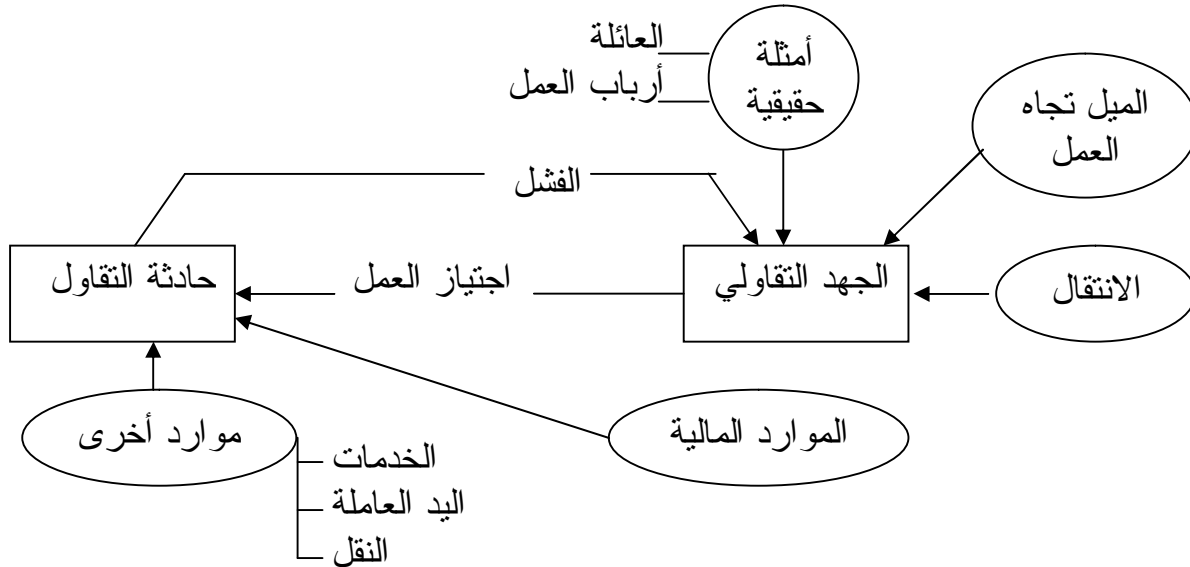 العائلة
أرباب العمل
أمثلة
حقيقية
الميل تجاه
العمل
الفشل
حادثة التقاول
اجتياز العمل
الجهد التقاولي
الانتقال
موارد أخرى
الموارد المالية
الخدمات
اليد العاملة
النقل